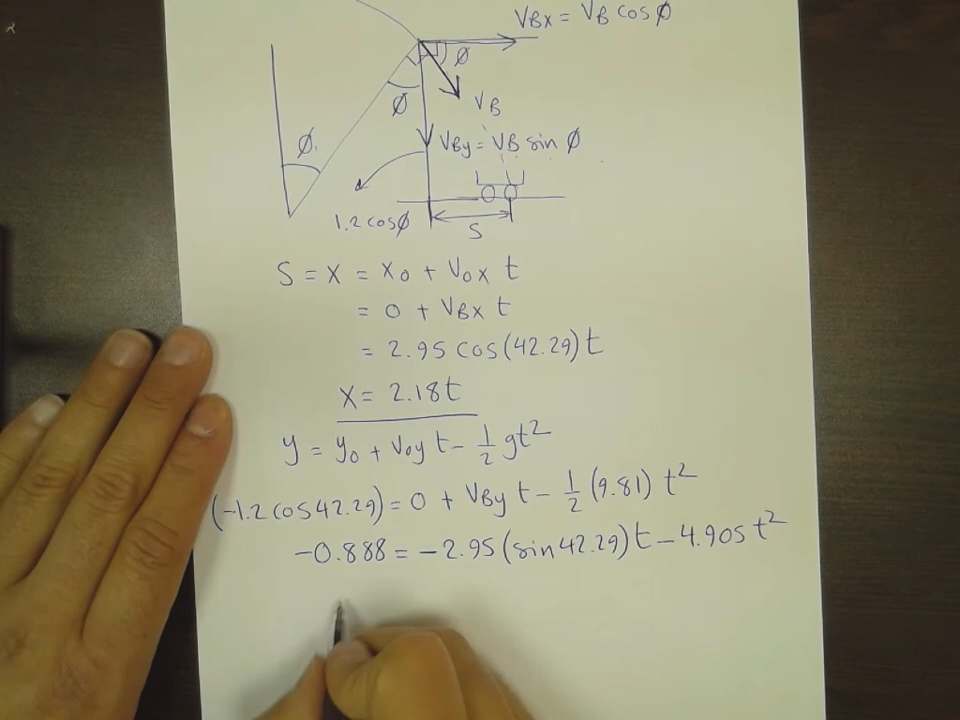 VBX = VB cos ∅
∅
∅
VB
∅.
VBy = VB sin ∅
1.2 cos∅
S
S = X = X0 + V0X t
= 0 + VBX t
= 2.95 cos(42.29) t
X = 2.18t
y = y0 + V0y t - 1/2 gt²
(-1.2 cos 42.29) = 0 + VBy t - 1/2 (9.81) t²
-0.888 = -2.95 (sin 42.29) t - 4.905 t²